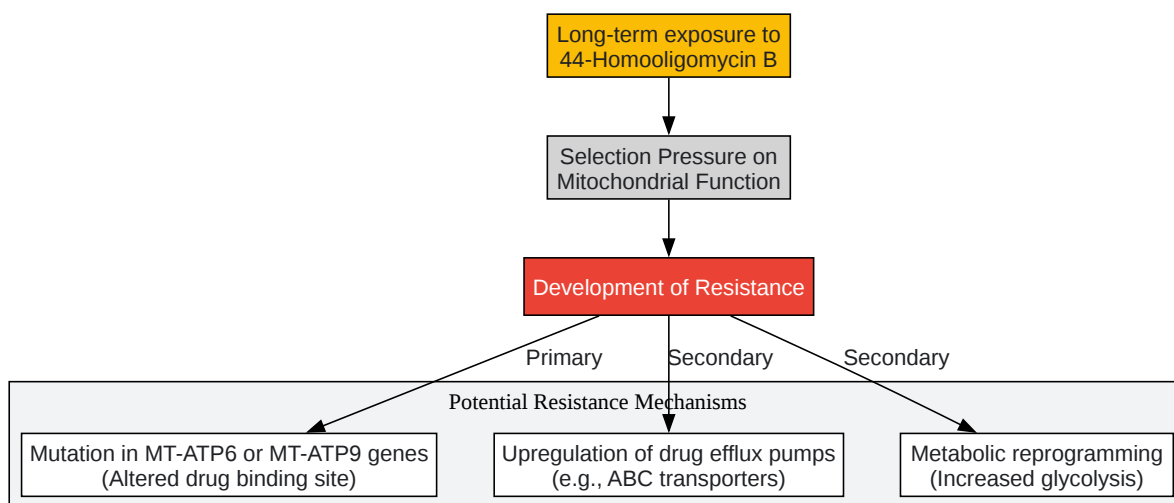 Long-term exposure to
44-Homooligomycin B
Selection Pressure on
Mitochondrial Function
Development of Resistance
Primary
Secondary
Secondary
Potential Resistance Mechanisms
Mutation in MT-ATP6 or MT-ATP9 genes
(Altered drug binding site)
Upregulation of drug efflux pumps
(e.g., ABC transporters)
Metabolic reprogramming
(Increased glycolysis)